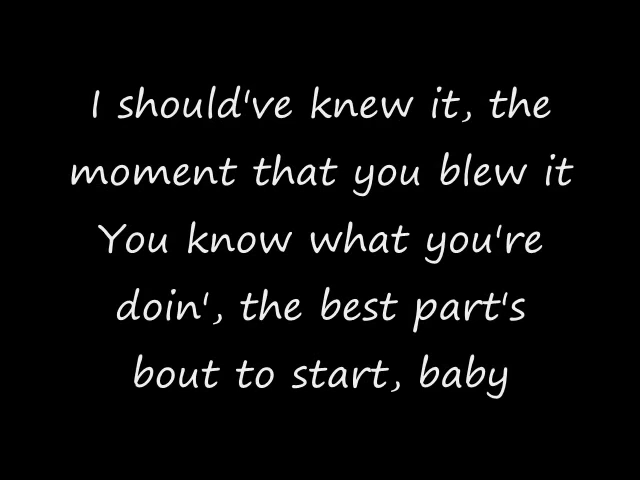 I should've knew it, the
moment that you blew it
You know what you're
doin', the best part's
bout to start, baby